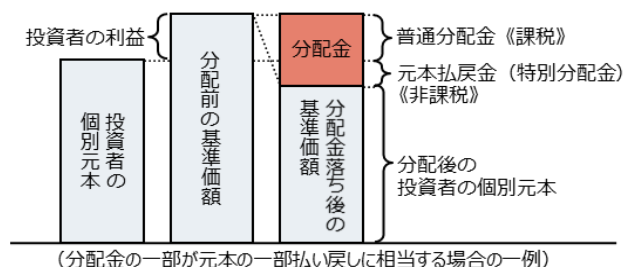 投資者の利益
投資者の
個別元本
分配前の基準価額
分配金
分配金落ち後の
基準価額
普通分配金《課税》
元本払戻金（特別分配金）
《非課税》
分配後の
投資者の個別元本
（分配金の一部が元本の一部払い戻しに相当する場合の一例）